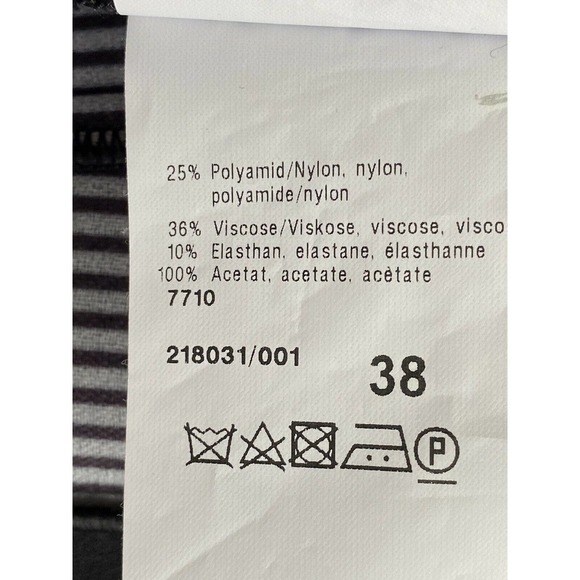 25% Polyamid/Nylon, nylon,
polyamide/nylon
36% Viscose/Viskose, viscose, visco
10% Elasthan, elastane, élasthanne
100% Acetat, acetate, acètate
7710
218031/001
38
P